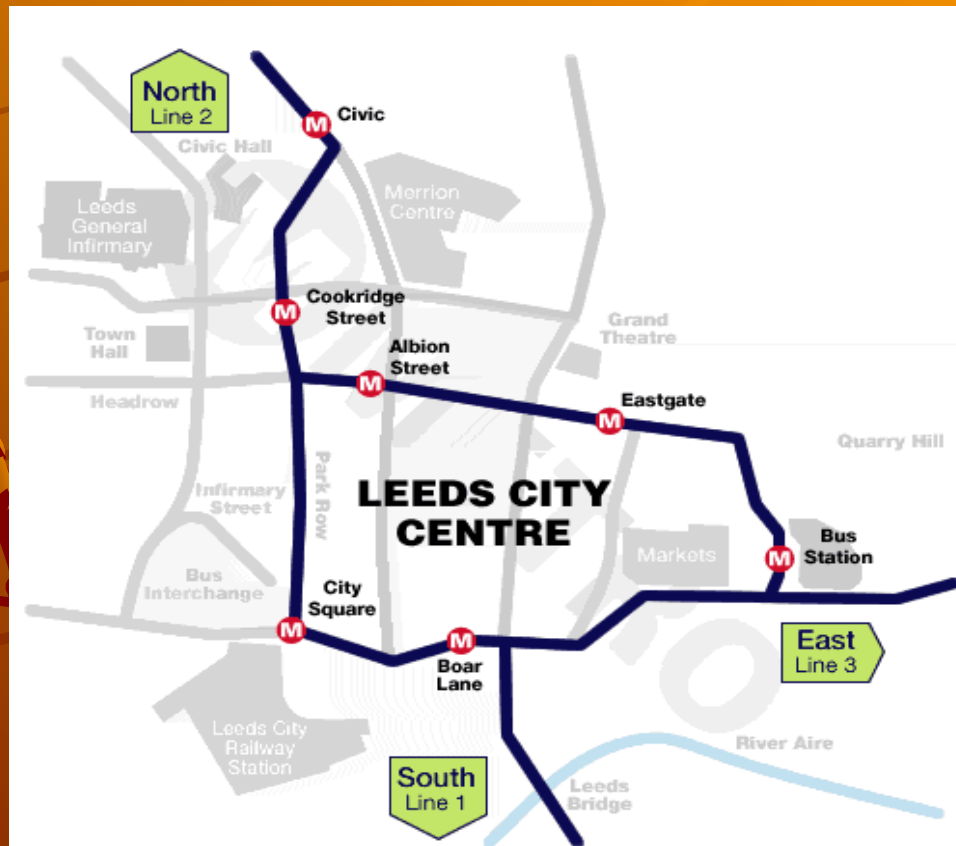 North
Line 2
M
Civic
Civic Hall
Merrion
Centre
Leeds
General
Infirmary
M
Cookridge
Street
Grand
Theatre
Town
Hall
Albion
Street
M
Headrow
Eastgate
M
Quarry Hill
Park Row
Infirmary
Street
LEEDS CITY
CENTRE
Markets
Bus
Station
M
Bus
Interchange
City
Square
M
M
Boar
Lane
East
Line 3
Leeds City
Railway
Station
River Aire
South
Line 1
Leeds
Bridge